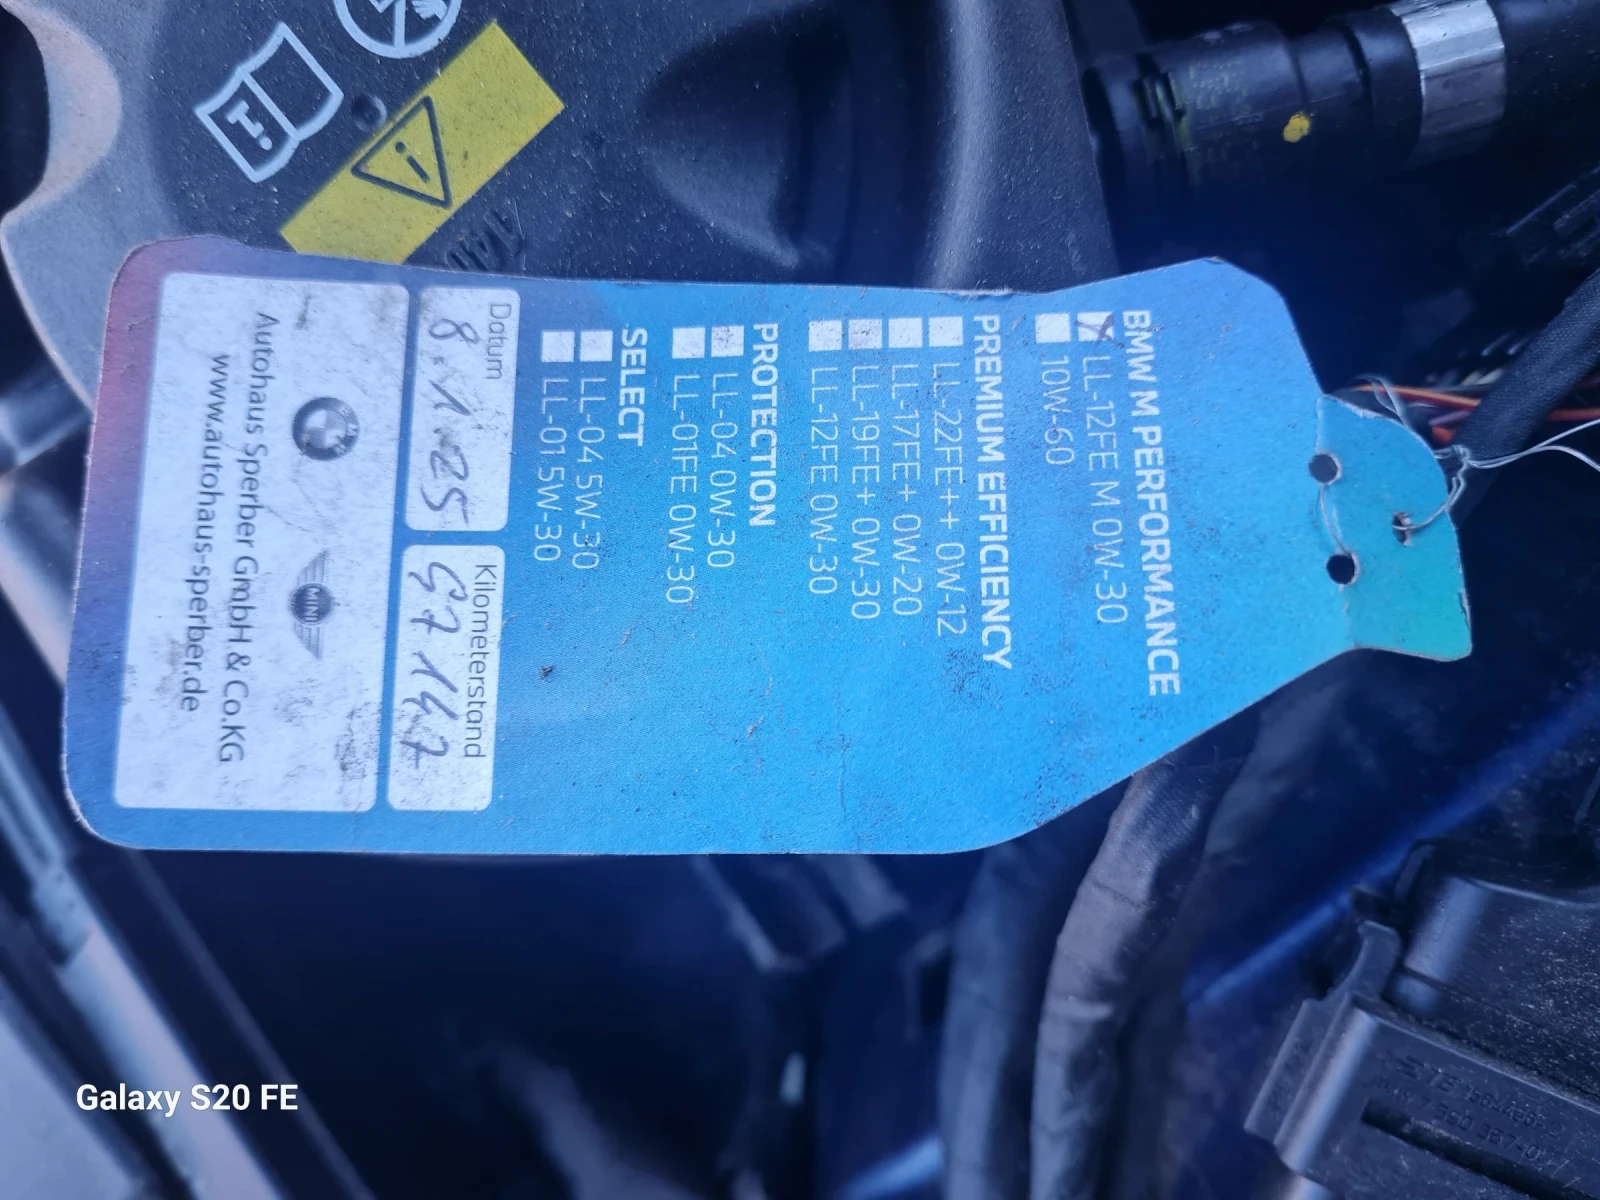 BMW M PERFORMANCE
LL-12FE M 0W-30
10W-60
PREMIUM EFFICIENCY
LL-22FE++ 0W-12
LL-17FE+ 0W-20
LL-19FE+ 0W-30
LL-12FE 0W-30
PROTECTION
LL-04 0W-30
LL-01FE 0W-30
SELECT
LL-04 5W-30
LL-01 5W-30
Datum
8.1.25
Kilometerstand
57 147
MINI
Autohaus Sperber GmbH & Co.KG
www.autohaus-sperber.de
Galaxy S20 FE